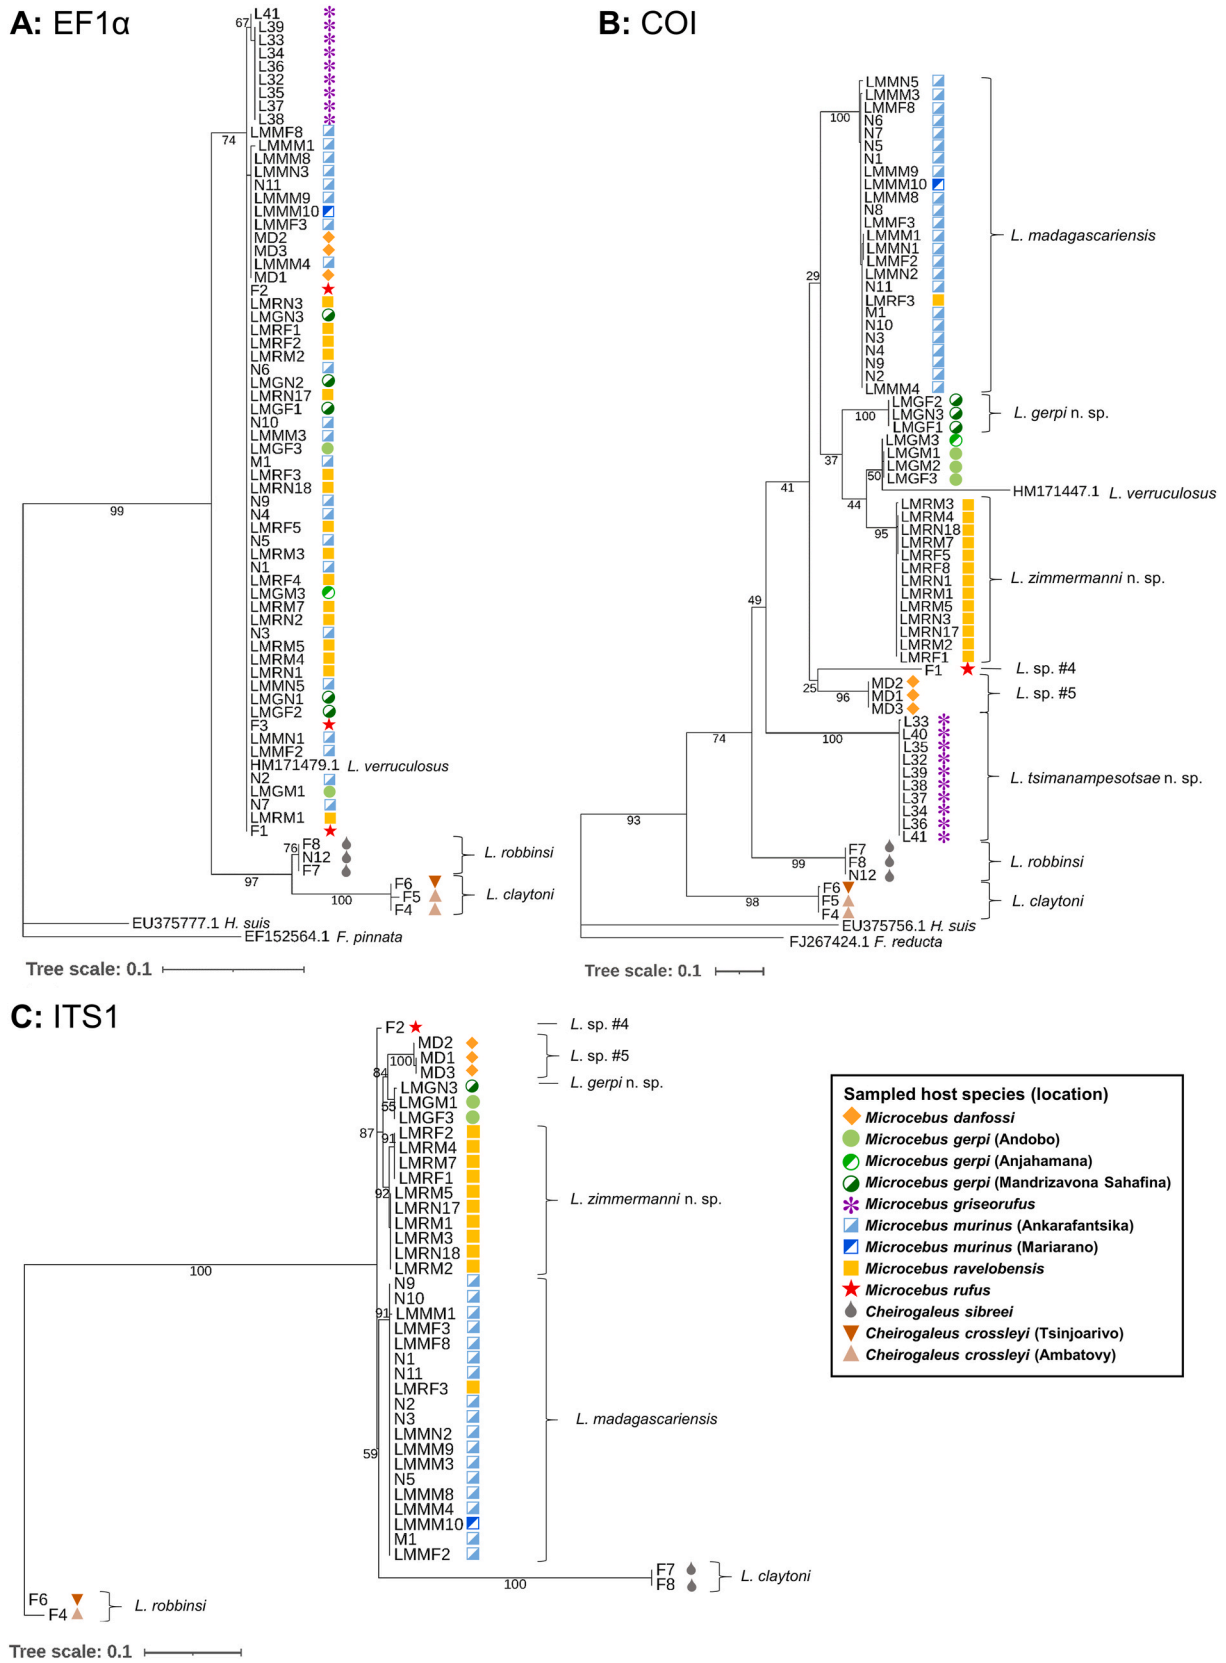 A: EF1α
67
L41
L39
L33
L34
L36
L32
L35
L37
L38
74
LMMF8
LMMM1
LMMM8
LMMN3
N11
LMMM9
LMMM10
LMMF3
MD2
MD3
LMMM4
MD1
F2
LMRN3
LMGN3
LMRF1
LMRF2
LMRM2
N6
LMGN2
LMRN17
LMGF1
N10
LMMM3
LMGF3
M1
LMRF3
LMRN18
N9
99
N4
LMRF5
N5
LMRM3
N1
LMRF4
LMGM3
LMRM7
LMRN2
N3
LMRM5
LMRM4
LMRN1
LMMN5
LMGN1
LMGF2
F3
LMMN1
LMMF2
HM171479.1 L. verruculosus
N2
LMGM1
N7
LMRM1
F1
76
F8
N12
F7
L. robbinsi
97
100
F6
F5
F4
L. claytoni
EU375777.1 H. suis
EF152564.1 F. pinnata
Tree scale: 0.1
B: COI
LMMN5
LMMM3
LMMF8
100
N6
N7
N5
N1
LMMM9
LMMM10
LMMM8
N8
LMMF3
LMMM1
LMMN1
LMMF2
LMMN2
N11
LMRF3
M1
N10
N3
N4
N9
N2
LMMM4
L. madagascariensis
29
LMGF2
LMGN3
LMGF1
100
L. gerpi n. sp.
LMGM3
LMGM1
LMGM2
LMGF3
37
50
41
HM171447.1 L. verruculosus
44
95
LMRM3
LMRM4
LMRN18
LMRM7
LMRF5
LMRF8
LMRN1
LMRM1
LMRM5
LMRN3
LMRN17
LMRM2
LMRF1
L. zimmermanni n. sp.
49
F1
L. sp. #4
25
96
MD2
MD1
MD3
L. sp. #5
74
100
L33
L40
L35
L32
L39
L38
L37
L34
L36
L41
L. tsimanampesotsae n. sp.
93
99
F7
F8
N12
L. robbinsi
98
F6
F5
F4
L. claytoni
EU375756.1 H. suis
FJ267424.1 F. reducta
Tree scale: 0.1
C: ITS1
F2
L. sp. #4
100
MD2
MD1
MD3
L. sp. #5
84
LMGN3
L. gerpi n. sp.
55
LMGM1
LMGF3
87
91
LMRF2
LMRM4
LMRM7
LMRF1
92
LMRM5
LMRN17
LMRM1
LMRM3
LMRN18
LMRM2
L. zimmermanni n. sp.
100
N9
N10
91
LMMM1
LMMF3
LMMF8
N1
N11
LMRF3
N2
N3
LMMN2
LMMM9
LMMM3
N5
LMMM8
LMMM4
LMMM10
M1
LMMF2
L. madagascariensis
59
100
F7
F8
L. claytoni
F6
F4
L. robbinsi
Tree scale: 0.1
Sampled host species (location)
Microcebus danfossi
Microcebus gerpi (Andobo)
Microcebus gerpi (Anjahamana)
Microcebus gerpi (Mandrizavona Sahafina)
Microcebus griseorufus
Microcebus murinus (Ankarafantsika)
Microcebus murinus (Mariarano)
Microcebus ravelobensis
Microcebus rufus
Cheirogaleus sibreei
Cheirogaleus crossleyi (Tsinjoarivo)
Cheirogaleus crossleyi (Ambatovy)